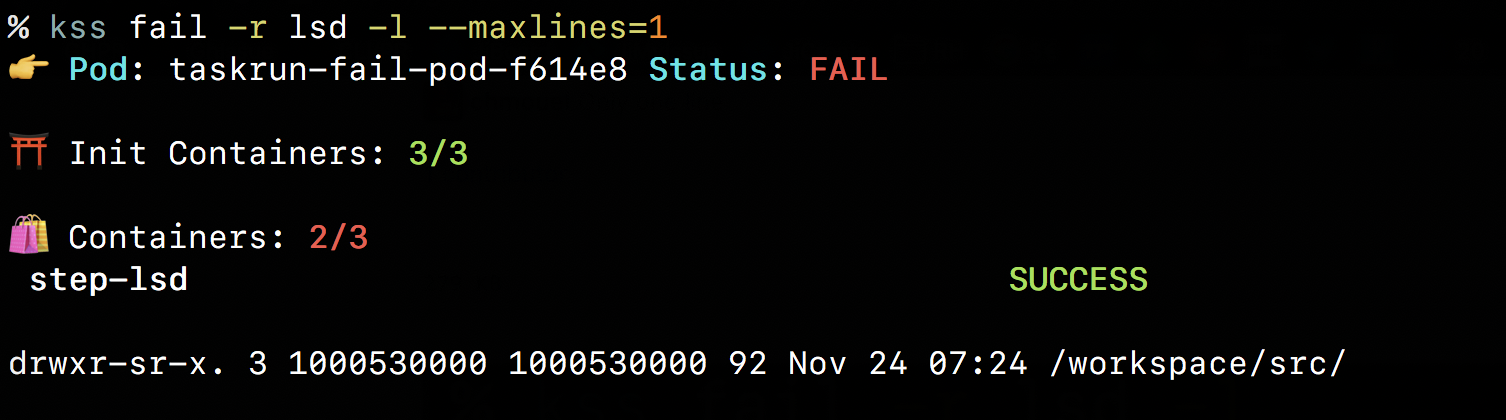 % kss fail -r lsd -l --maxlines=1
👉 Pod: taskrun-fail-pod-f614e8 Status: FAIL
⛩ Init Containers: 3/3
🛍 Containers: 2/3
step-lsd SUCCESS
drwxr-sr-x. 3 1000530000 1000530000 92 Nov 24 07:24 /workspace/src/